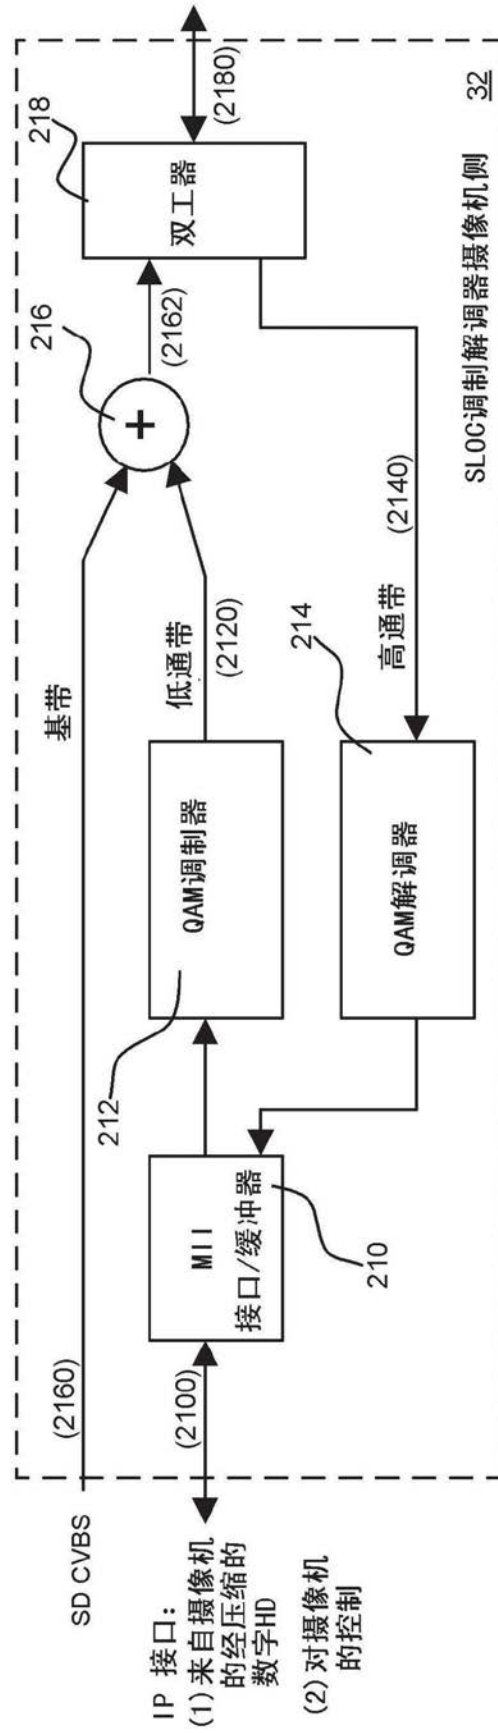 218
双工器
(2180)
32
216
(2162)
基带
低通带
(2120)
高通带
(2140)
214
SLOC调制解调器摄像机侧
QAM调制器
QAM解调器
212
MII
接口/缓冲器
210
(2160)
(2100)
SD CVBS
IP 接口:
(1)来自摄像机
的经压缩的
数字HD
(2)对摄像机
的控制
+